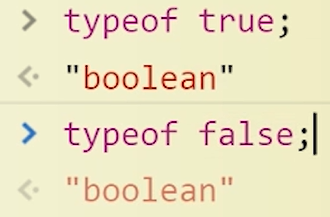 > typeof true;
<· "boolean"
> typeof false;
<· "boolean"